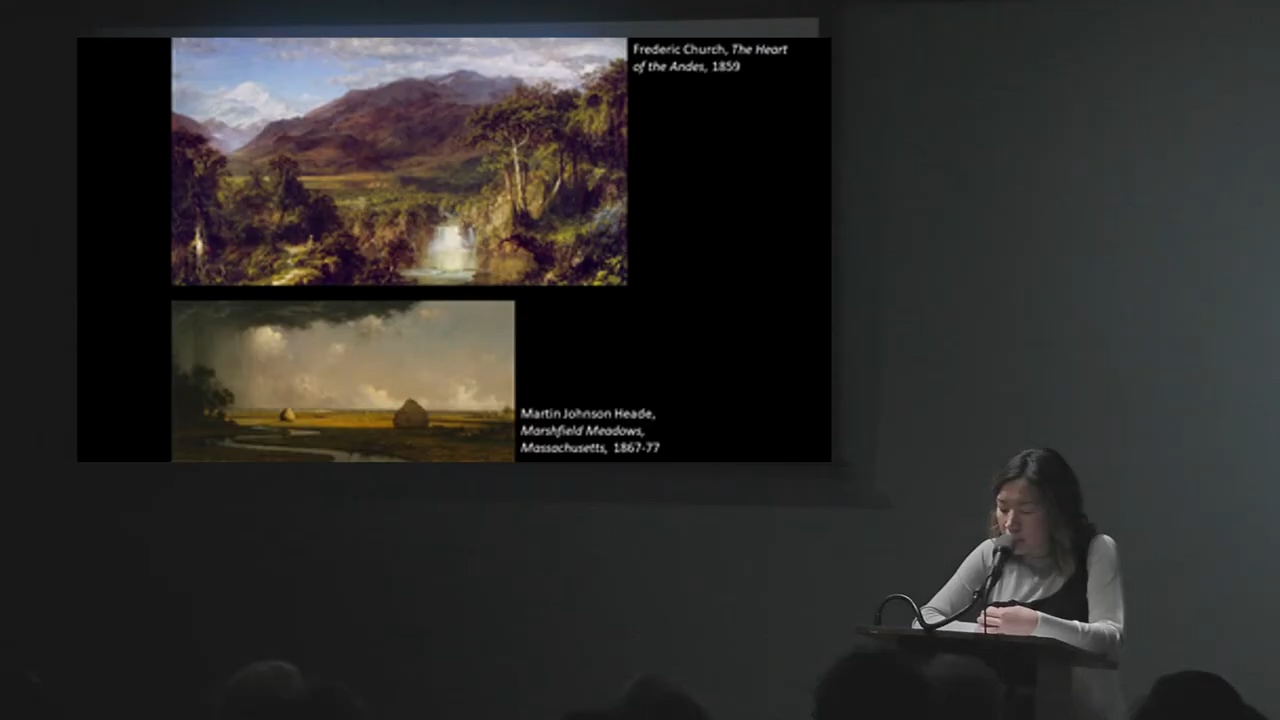 Frederic Church, The Heart
of the Andes, 1859
Martin Johnson Heade,
Marshfield Meadows,
Massachusetts, 1867-77